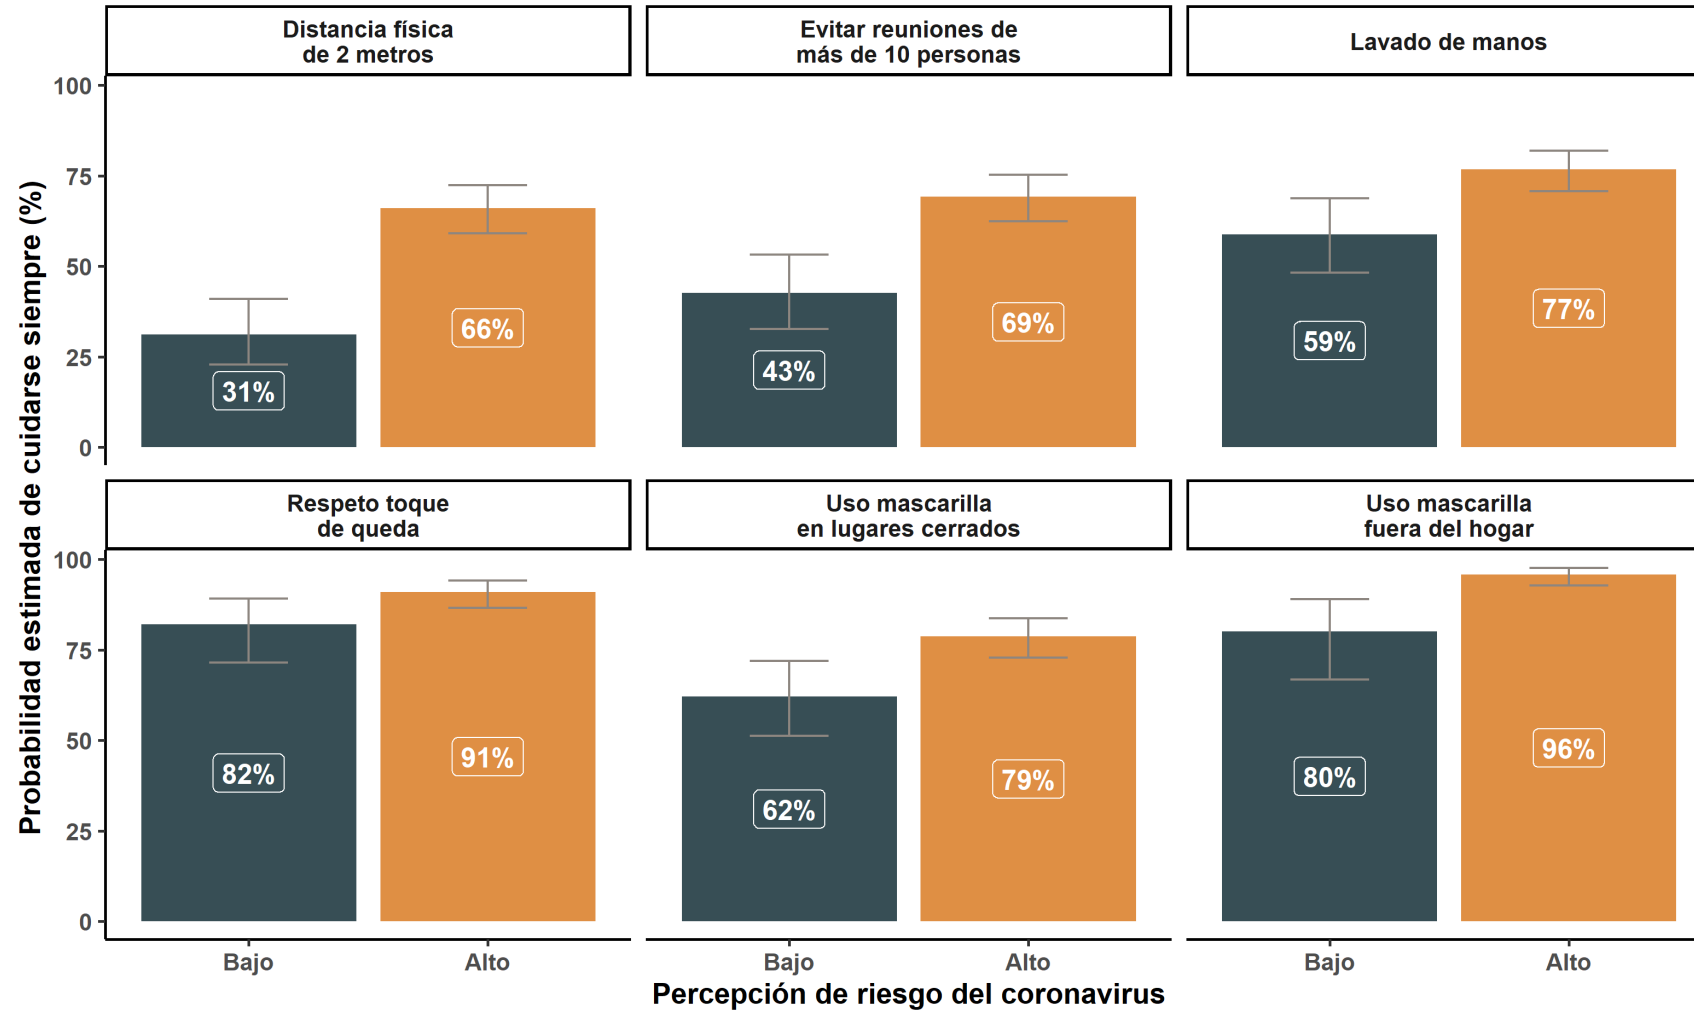 Distancia física
de 2 metros
Evitar reuniones de
más de 10 personas
Lavado de manos
Probabilidad estimada de cuidarse siempre (%)
100
75
50
25
0
31%
66%
43%
69%
59%
77%
Respeto toque
de queda
Uso mascarilla
en lugares cerrados
Uso mascarilla
fuera del hogar
100
75
50
25
0
82%
91%
62%
79%
80%
96%
Bajo
Alto
Bajo
Alto
Bajo
Alto
Percepción de riesgo del coronavirus